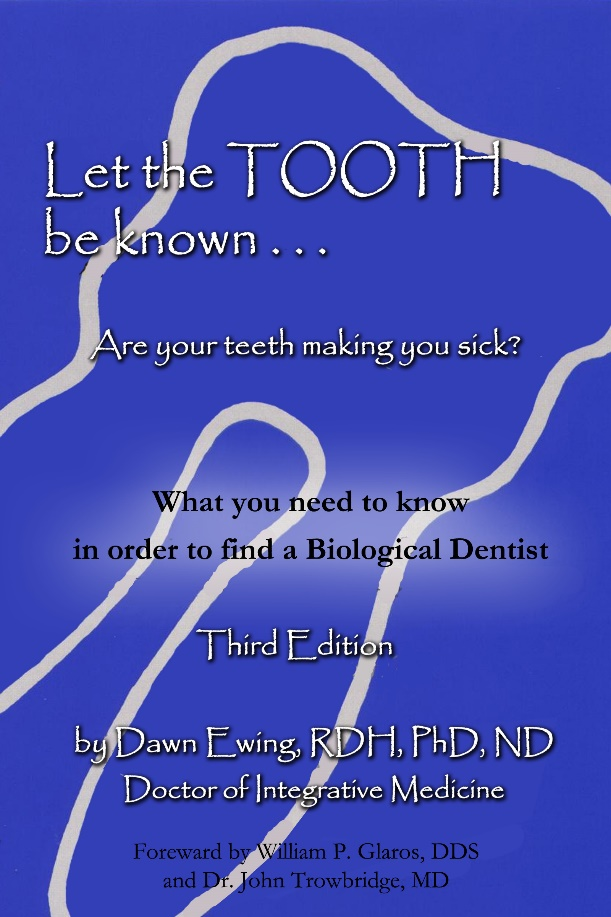 Let the TOOTH
be known . . .
Are your teeth making you sick?
What you need to know
in order to find a Biological Dentist
Third Edition
by Dawn Ewing, RDH, PhD, ND
Doctor of Integrative Medicine
Foreward by William P. Glaros, DDS
and Dr. John Trowbridge, MD